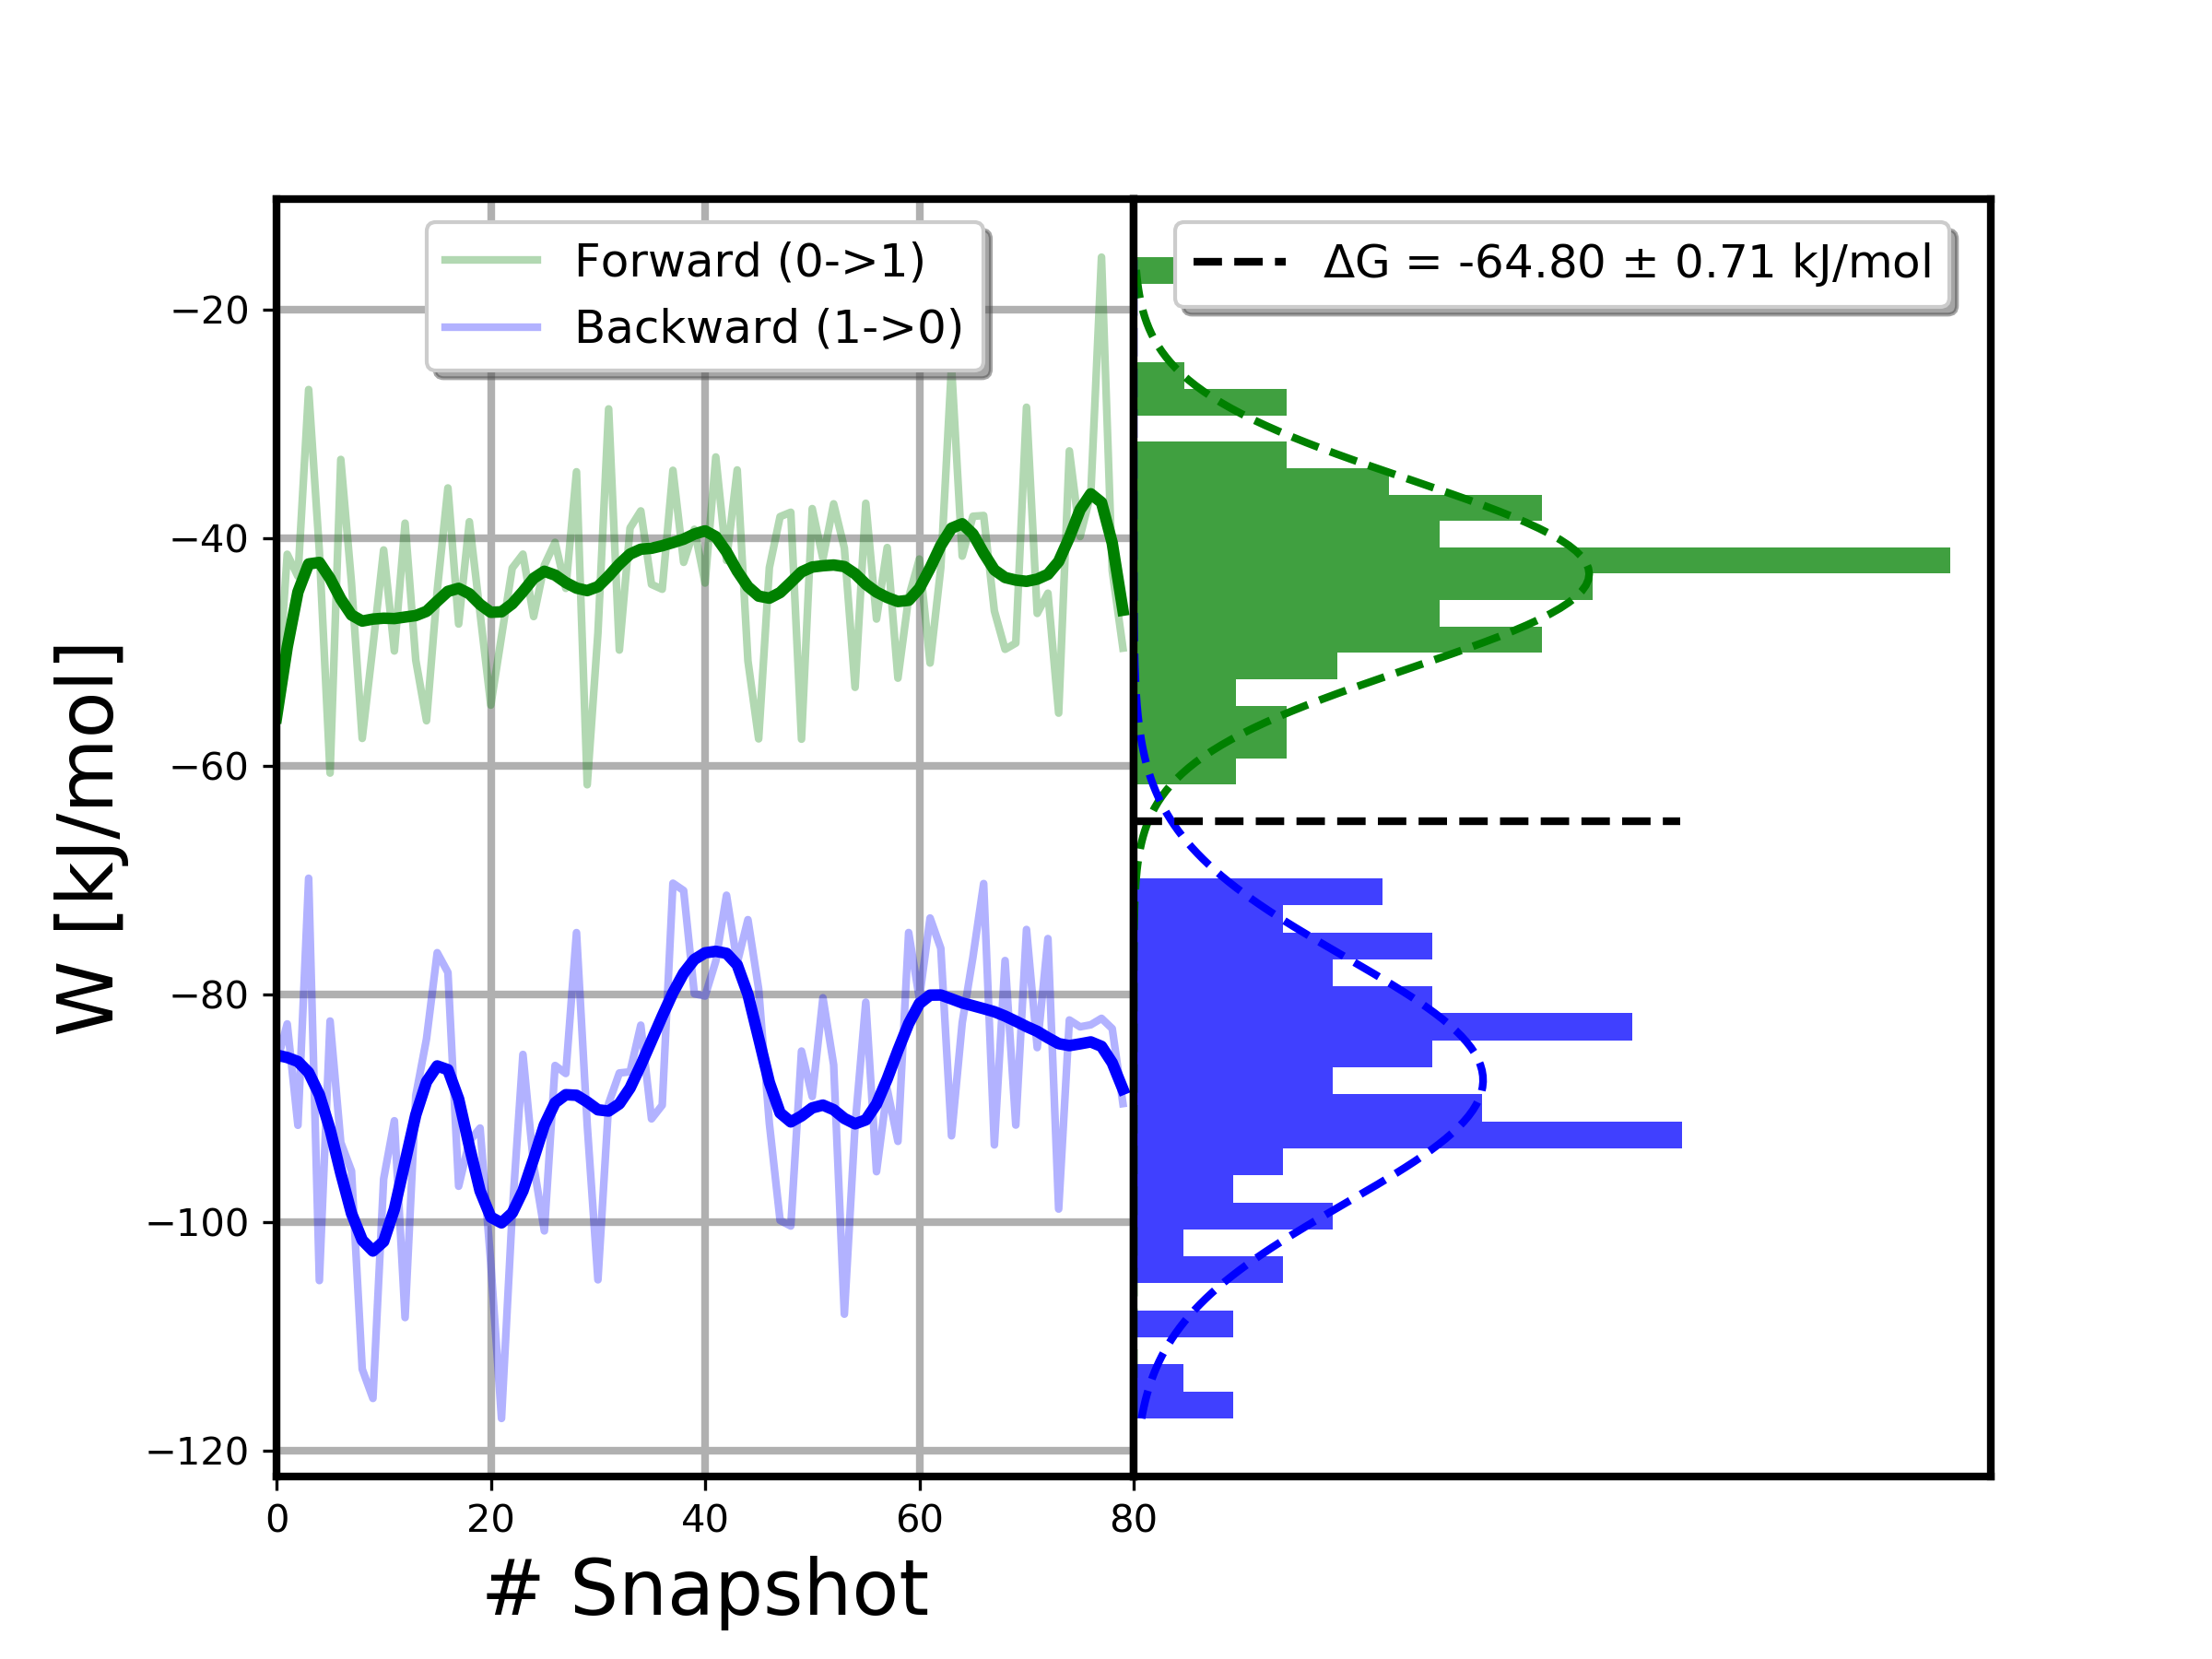 Forward (0->1)
Backward (1->0)
ΔG = -64.80 ± 0.71 kJ/mol
W [kJ/mol]
−20
−40
−60
−80
−100
−120
0 20 40 60 80
# Snapshot